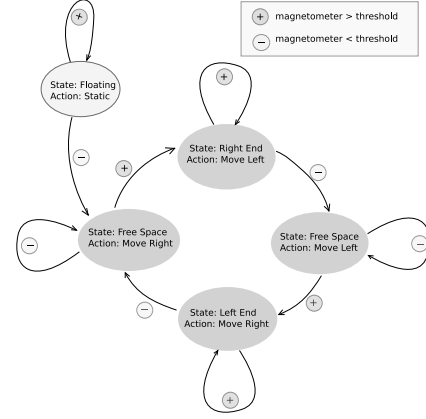 + magnetometer > threshold
− magnetometer < threshold
+
State: Floating
Action: Static
−
+
+
State: Right End
Action: Move Left
−
State: Free Space
Action: Move Right
−
State: Free Space
Action: Move Left
−
−
State: Left End
Action: Move Right
+
+